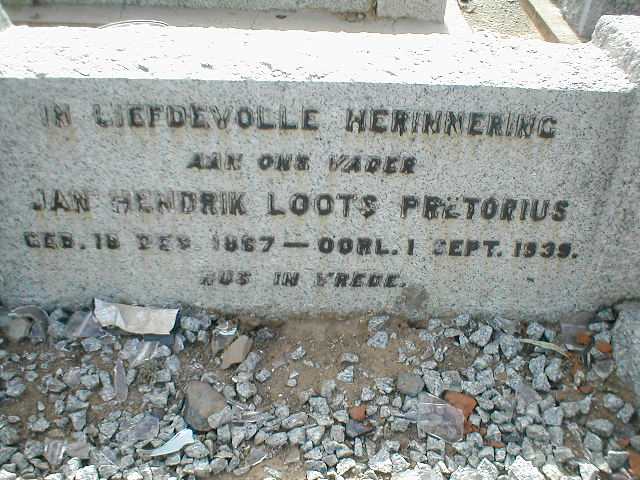 IN LIEFDEVOLLE HERINNERING
AAN ONS VADER
JAN HENDRIK LOOTS PRETORIUS
GEB. 18 DES. 1867 — OORL. 1 SEPT. 1939.
RUS IN VREDE.